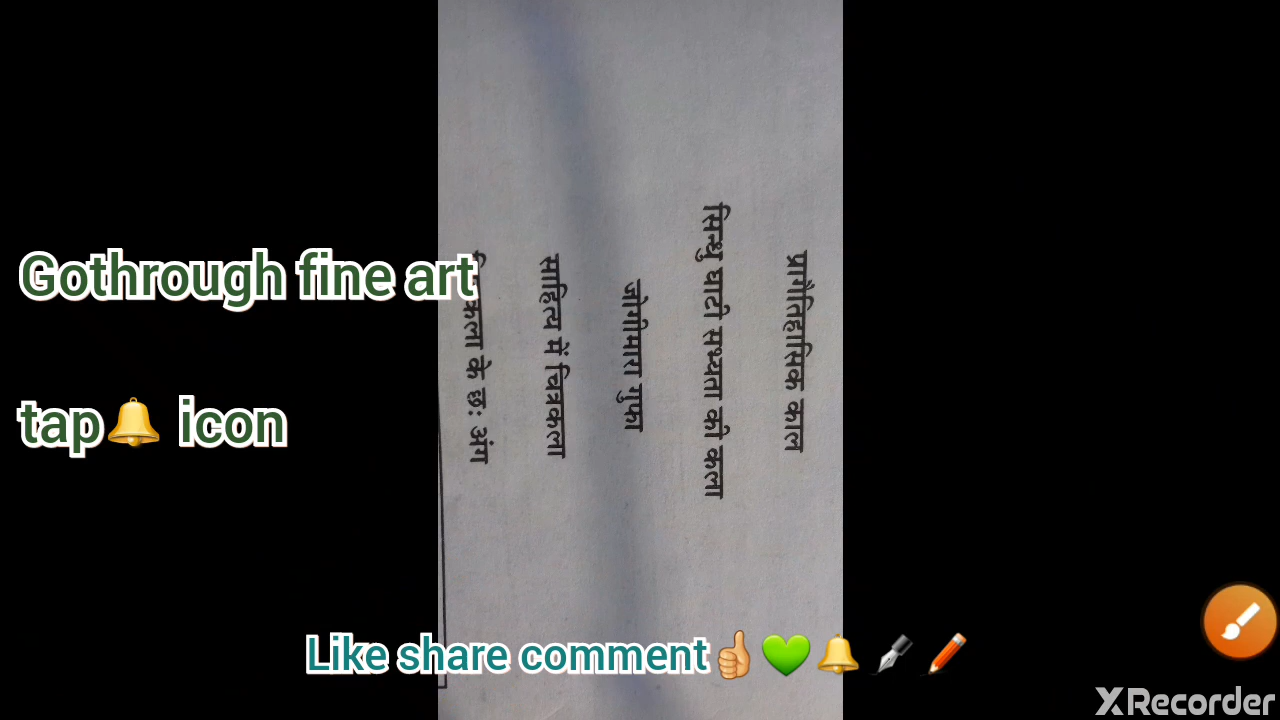 प्रागैतिहासिक काल
सिन्धु घाटी सभ्यता की कला
जोगीमारा गुफा
साहित्य में चित्रकला
कला के छः अंग
Gothrough fine art
tap🔔 icon
Like share comment👍💚🔔✒️✏️
XRecorder